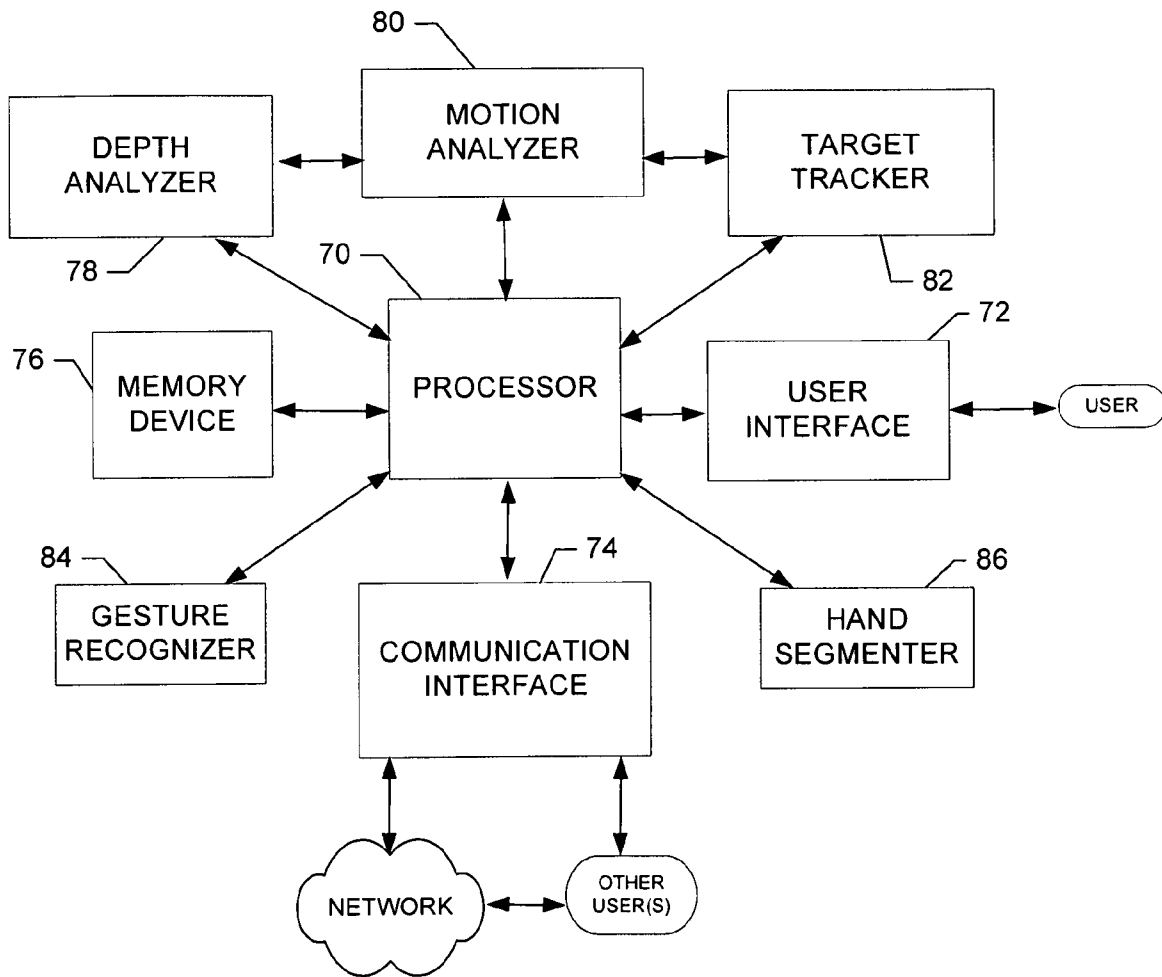 80
DEPTH
ANALYZER
MOTION
ANALYZER
TARGET
TRACKER
78
70
82
72
76
MEMORY
DEVICE
PROCESSOR
USER
INTERFACE
USER
84
74
86
GESTURE
RECOGNIZER
COMMUNICATION
INTERFACE
HAND
SEGMENTER
NETWORK
OTHER
USER(S)